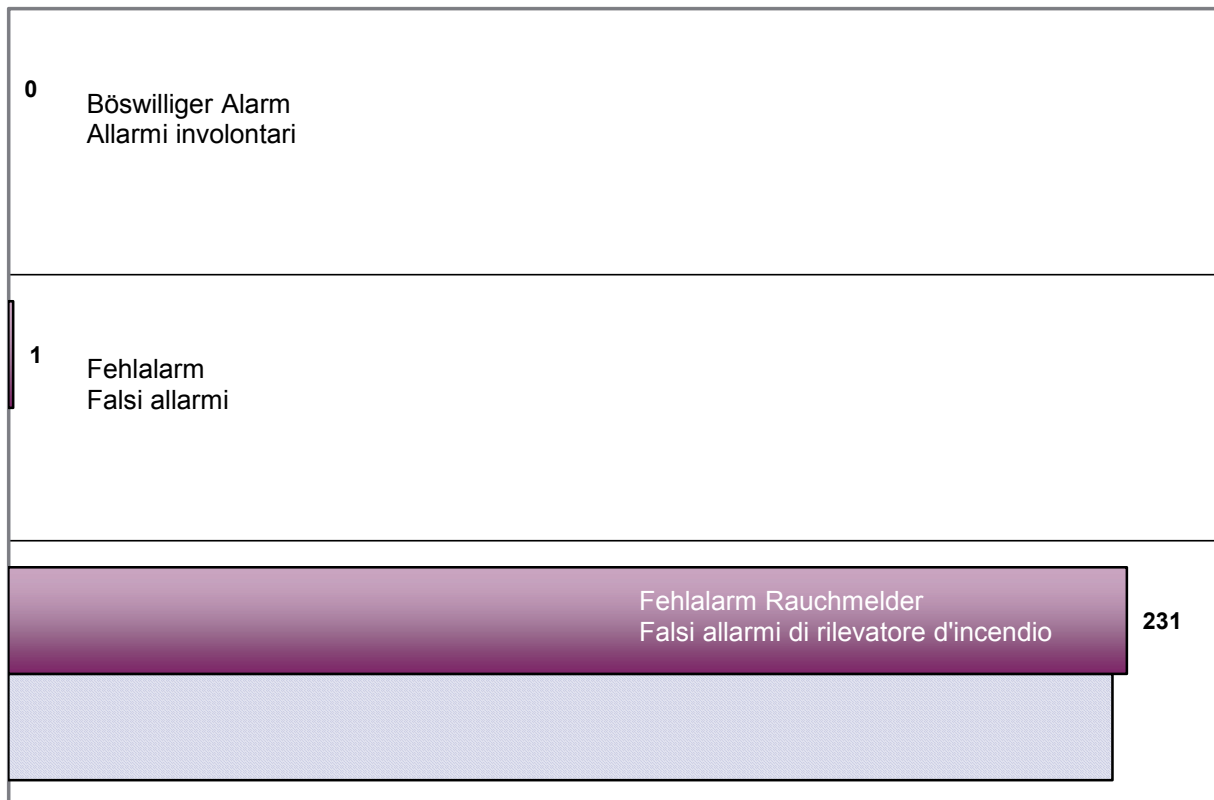 0
Böswilliger Alarm
Allarmi involontari
1
Fehlalarm
Falsi allarmi
Fehlalarm Rauchmelder
Falsi allarmi di rilevatore d'incendio
231